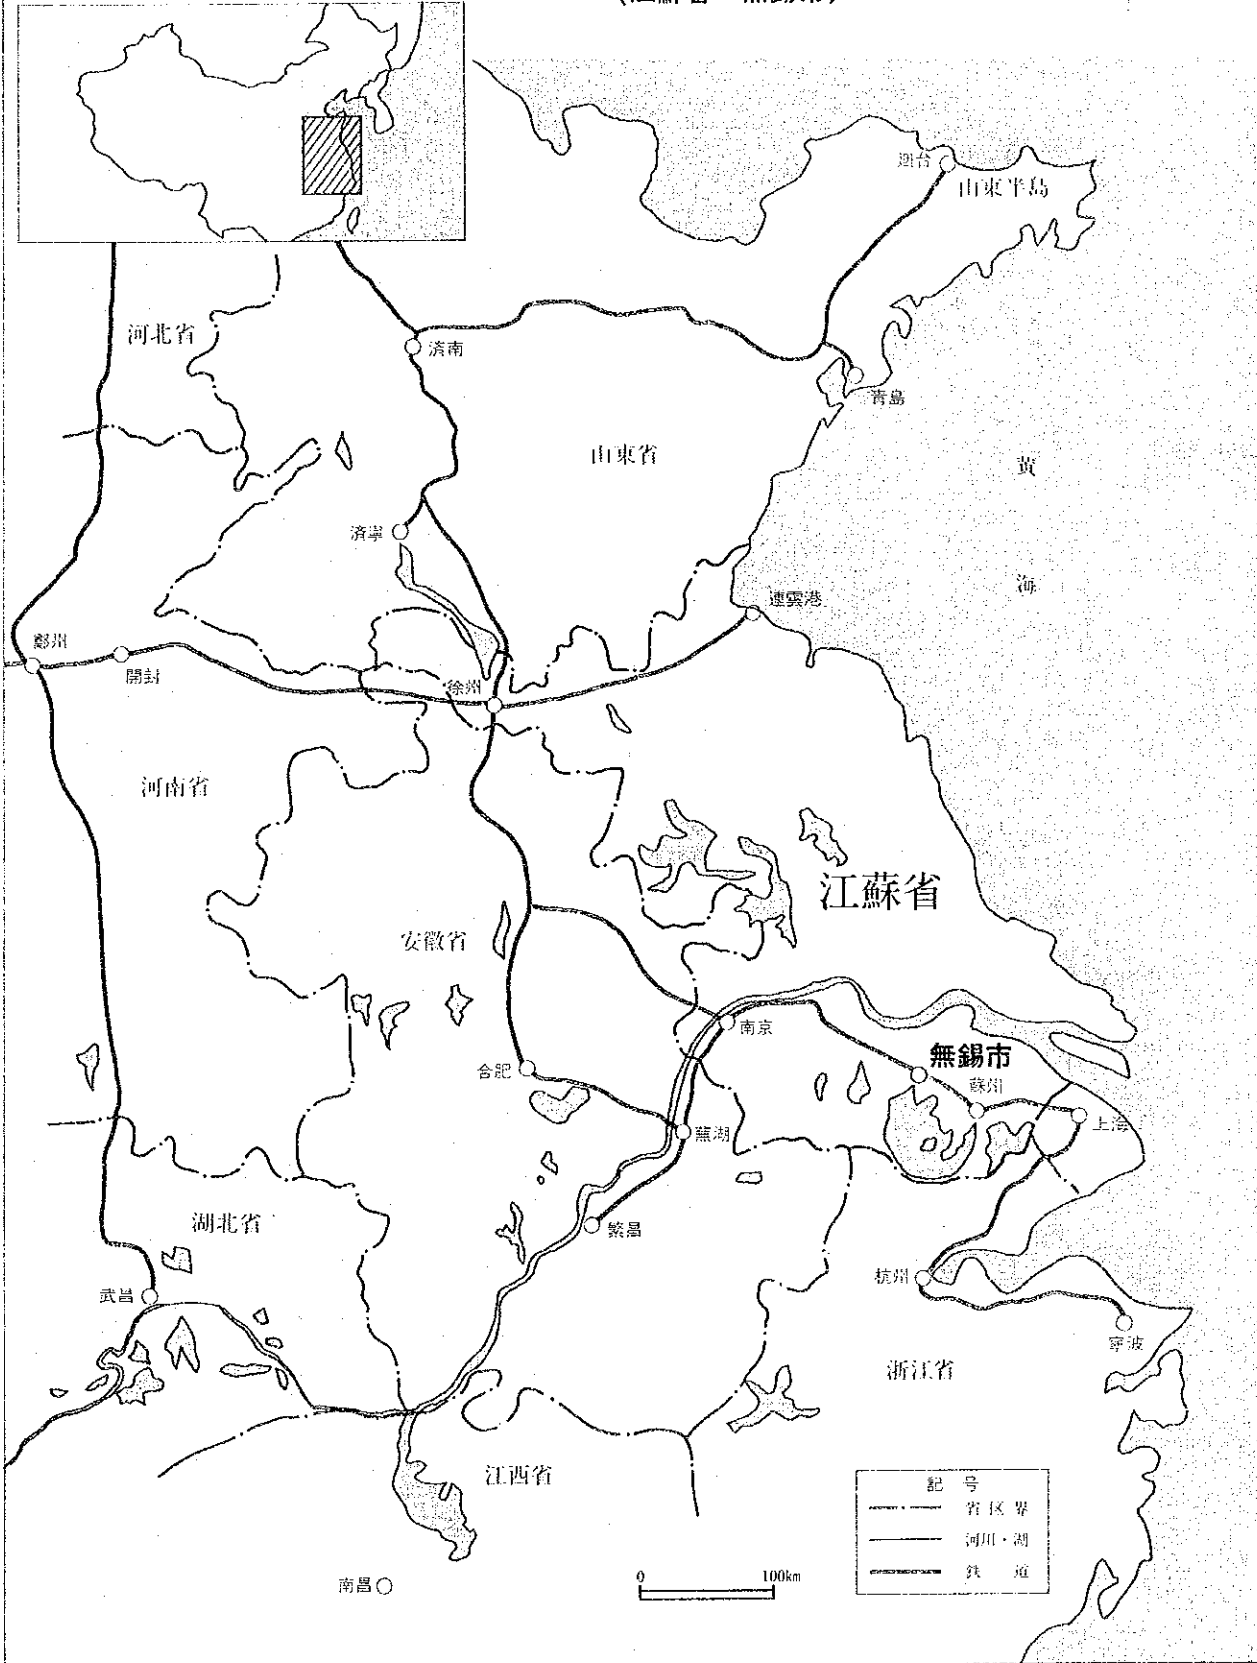 煙台
山東半島
河北省
済南
青島
山東省
黄
海
済寧
連雲港
鄭州
開封
徐州
河南省
江蘇省
安徽省
南京
無錫市
合肥
蘇州
上海
蕪湖
湖北省
繁昌
杭州
武昌
寧波
浙江省
江西省
記 号
省区界
河川・湖
鉄 道
0 100km
南昌